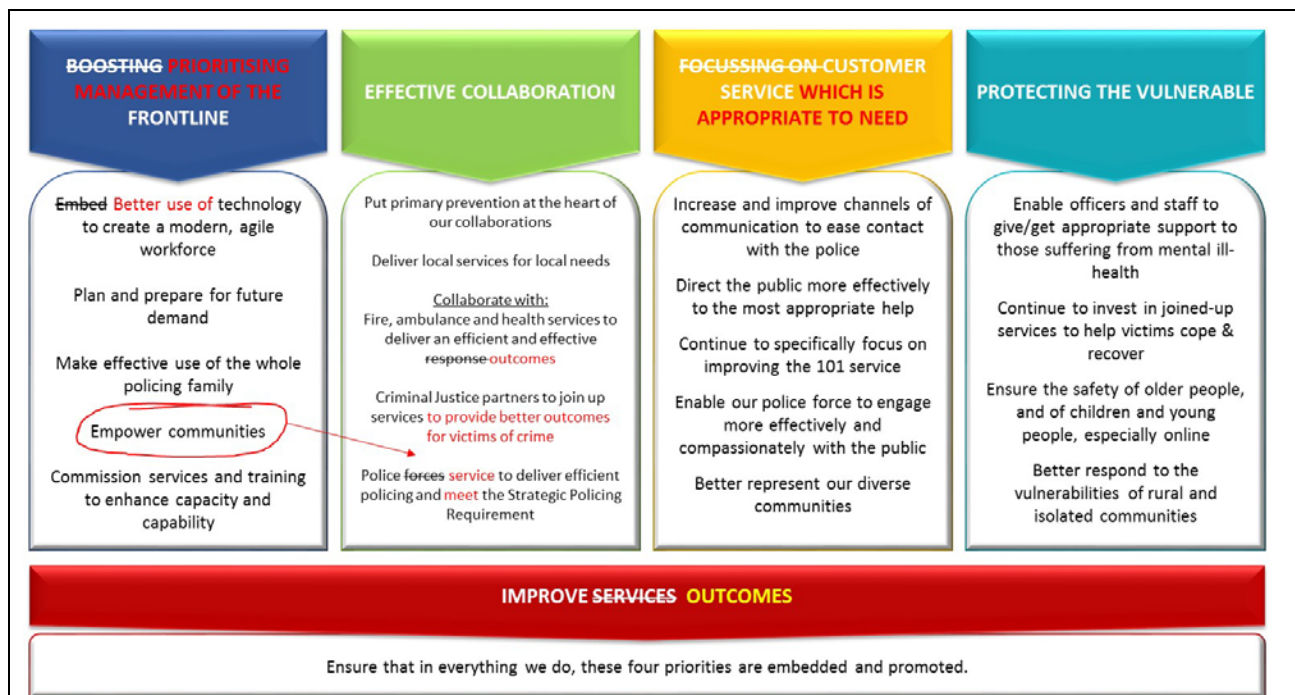 BOOSTING PRIORITISING
MANAGEMENT OF THE
FRONTLINE
Embed Better use of technology
to create a modern, agile
workforce
Plan and prepare for future
demand
Make effective use of the whole
policing family
Empower communities
Commission services and training
to enhance capacity and
capability
EFFECTIVE COLLABORATION
Put primary prevention at the heart of
our collaborations
Deliver local services for local needs
Collaborate with:
Fire, ambulance and health services to
deliver an efficient and effective
response outcomes
Criminal Justice partners to join up
services to provide better outcomes
for victims of crime
Police forces service to deliver efficient
policing and meet the Strategic Policing
Requirement
FOCUSSING ON CUSTOMER
SERVICE WHICH IS
APPROPRIATE TO NEED
Increase and improve channels of
communication to ease contact
with the police
Direct the public more effectively
to the most appropriate help
Continue to specifically focus on
improving the 101 service
Enable our police force to engage
more effectively and
compassionately with the public
Better represent our diverse
communities
PROTECTING THE VULNERABLE
Enable officers and staff to
give/get appropriate support to
those suffering from mental ill-
health
Continue to invest in joined-up
services to help victims cope &
recover
Ensure the safety of older people,
and of children and young
people, especially online
Better respond to the
vulnerabilities of rural and
isolated communities
IMPROVE SERVICES OUTCOMES
Ensure that in everything we do, these four priorities are embedded and promoted.